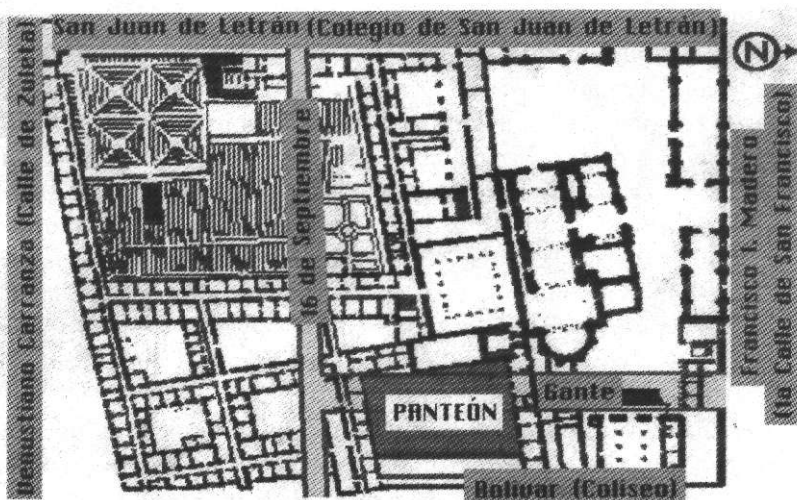 San Juan de Letrán (Colegio de San Juan de Letrán)
N
Venustiano Carranza (Calle de Zuleta)
16 de Septiembre
Francisco I. Madero
(1a Calle de San Francisco)
Gante
PANTEÓN
Bolívar (Coliseo)